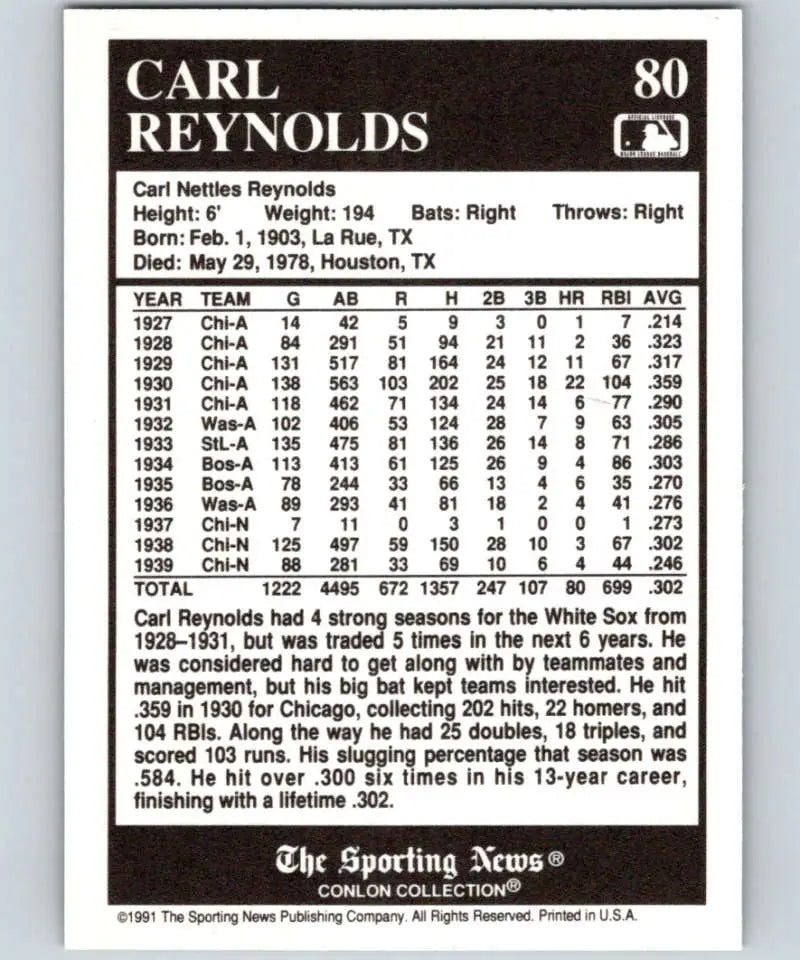 CARL
REYNOLDS
80
OFFICIAL LICENSEE
MAJOR LEAGUE BASEBALL
Carl Nettles Reynolds
Height: 6' Weight: 194 Bats: Right Throws: Right
Born: Feb. 1, 1903, La Rue, TX
Died: May 29, 1978, Houston, TX
YEAR TEAM G AB R H 2B 3B HR RBI AVG
1927 Chi-A 14 42 5 9 3 0 1 7 .214
1928 Chi-A 84 291 51 94 21 11 2 36 .323
1929 Chi-A 131 517 81 164 24 12 11 67 .317
1930 Chi-A 138 563 103 202 25 18 22 104 .359
1931 Chi-A 118 462 71 134 24 14 6 77 .290
1932 Was-A 102 406 53 124 28 7 9 63 .305
1933 StL-A 135 475 81 136 26 14 8 71 .286
1934 Bos-A 113 413 61 125 26 9 4 86 .303
1935 Bos-A 78 244 33 66 13 4 6 35 .270
1936 Was-A 89 293 41 81 18 2 4 41 .276
1937 Chi-N 7 11 0 3 1 0 0 1 .273
1938 Chi-N 125 497 59 150 28 10 3 67 .302
1939 Chi-N 88 281 33 69 10 6 4 44 .246
TOTAL 1222 4495 672 1357 247 107 80 699 .302
Carl Reynolds had 4 strong seasons for the White Sox from
1928–1931, but was traded 5 times in the next 6 years. He
was considered hard to get along with by teammates and
management, but his big bat kept teams interested. He hit
.359 in 1930 for Chicago, collecting 202 hits, 22 homers, and
104 RBIs. Along the way he had 25 doubles, 18 triples, and
scored 103 runs. His slugging percentage that season was
.584. He hit over .300 six times in his 13-year career,
finishing with a lifetime .302.
The Sporting News®
CONLON COLLECTION®
©1991 The Sporting News Publishing Company. All Rights Reserved. Printed in U.S.A.